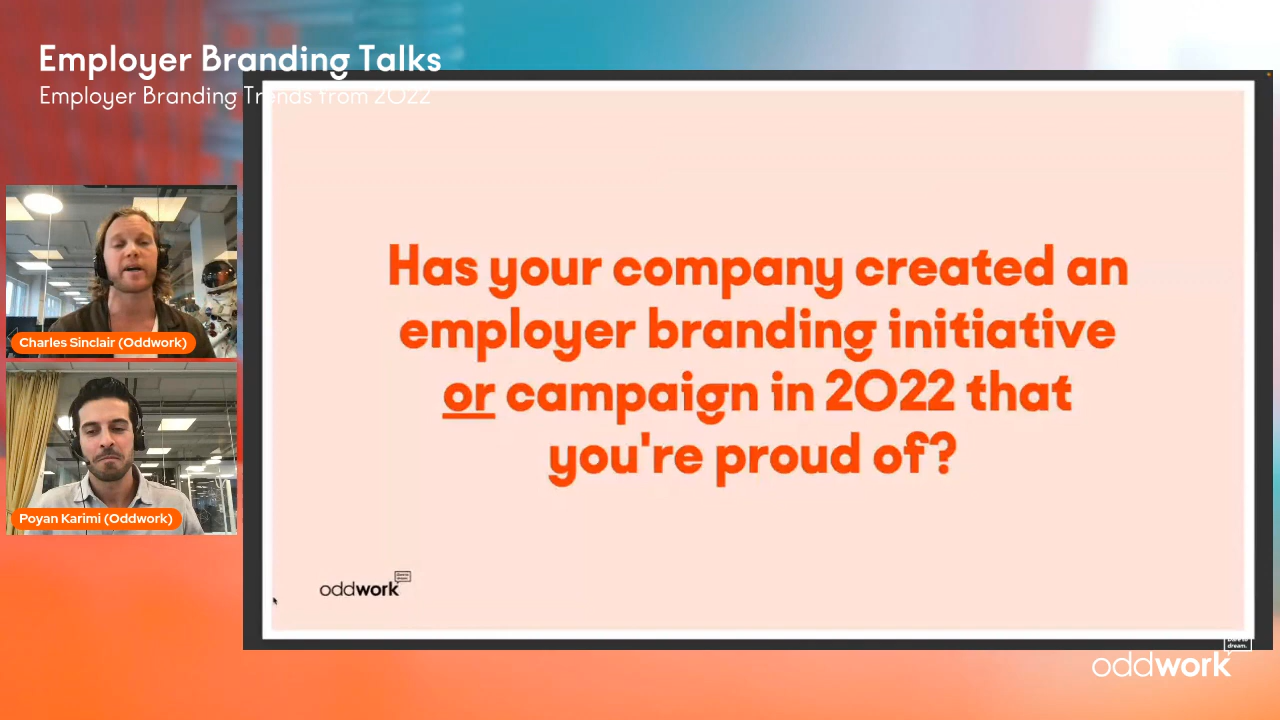 Employer Branding Talks
Employer Branding Trends from 2022
Charles Sinclair (Oddwork)
Poyan Karimi (Oddwork)
Has your company created an
employer branding initiative
or campaign in 2022 that
you're proud of?
oddwork
dream.
oddwork